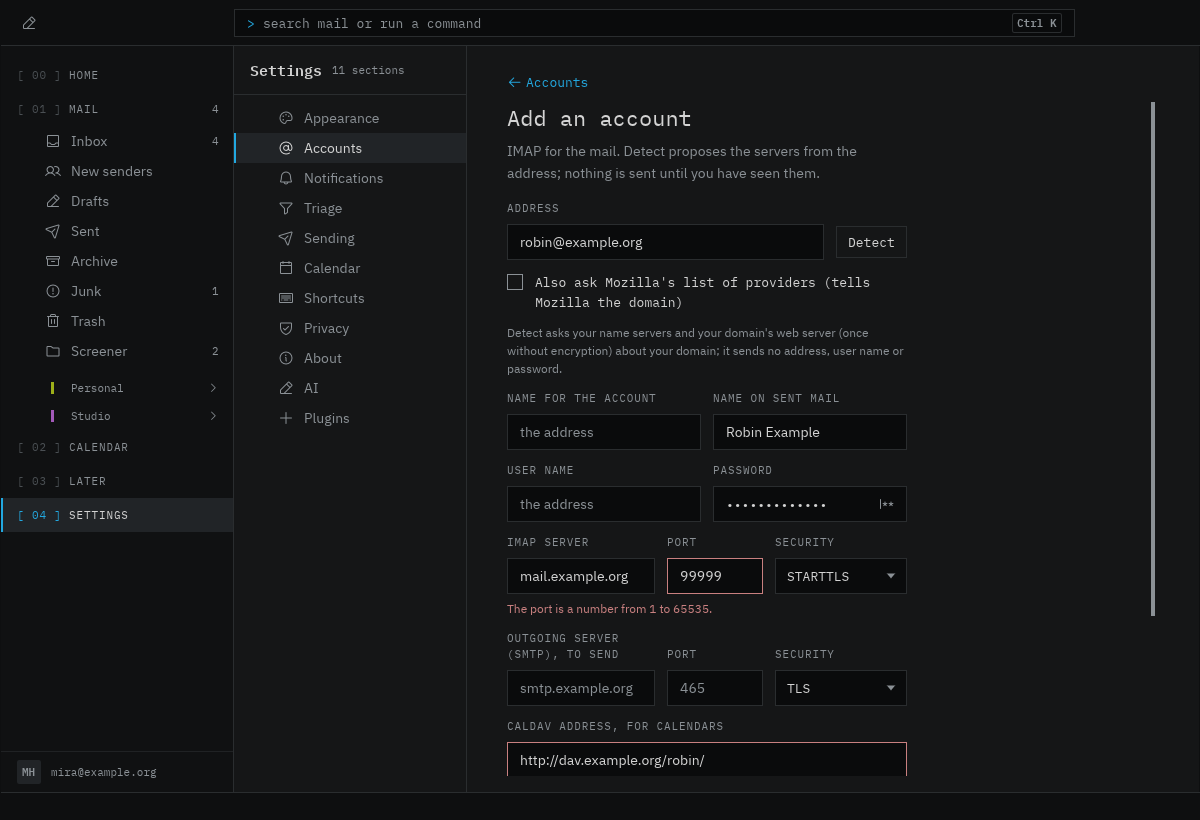 > search mail or run a command
Ctrl K
[ 00 ] HOME
[ 01 ] MAIL 4
Inbox 4
New senders
Drafts
Sent
Archive
Junk 1
Trash
Screener 2
Personal
Studio
[ 02 ] CALENDAR
[ 03 ] LATER
[ 04 ] SETTINGS
MH mira@example.org
Settings 11 sections
Appearance
Accounts
Notifications
Triage
Sending
Calendar
Shortcuts
Privacy
About
AI
Plugins
← Accounts
Add an account
IMAP for the mail. Detect proposes the servers from the
address; nothing is sent until you have seen them.
ADDRESS
robin@example.org
Detect
Also ask Mozilla's list of providers (tells
Mozilla the domain)
Detect asks your name servers and your domain's web server (once
without encryption) about your domain; it sends no address, user name or
password.
NAME FOR THE ACCOUNT NAME ON SENT MAIL
the address Robin Example
USER NAME PASSWORD
the address •••••••••••••
IMAP SERVER PORT SECURITY
mail.example.org 99999 STARTTLS
The port is a number from 1 to 65535.
OUTGOING SERVER
(SMTP), TO SEND PORT SECURITY
smtp.example.org 465 TLS
CALDAV ADDRESS, FOR CALENDARS
http://dav.example.org/robin/